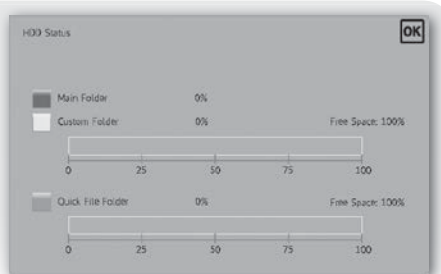 HDD Status
OK
Main Folder 0%
Custom Folder 0% Free Space: 100%
0 25 50 75 100
Quick File Folder 0% Free Space: 100%
0 25 50 75 100